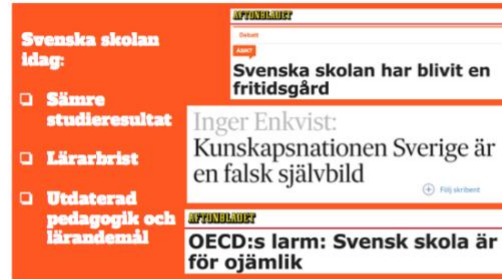 Svenska skolan
idag:
Sämre
studieresultat
Lärarbrist
Utdaterad
pedagogik och
lärandemål
AFTONBLADET
Debatt
ÅSIKT
Svenska skolan har blivit en
fritidsgård
Inger Enkvist:
Kunskapsnationen Sverige är
en falsk självbild
Följ skribent
AFTONBLADET
OECD:s larm: Svensk skola är
för ojämlik